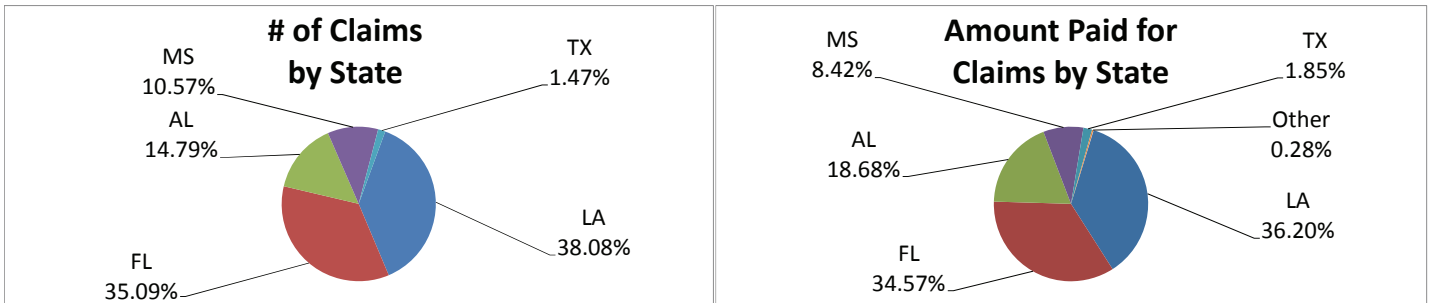 # of Claims
by State
MS
10.57%
TX
1.47%
AL
14.79%
LA
38.08%
FL
35.09%
Amount Paid for
Claims by State
MS
8.42%
TX
1.85%
Other
0.28%
AL
18.68%
LA
36.20%
FL
34.57%